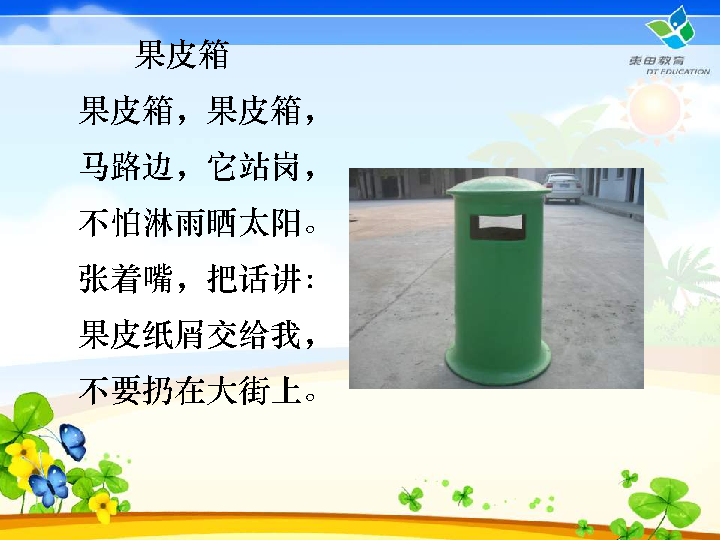 果皮箱
東田教育
DT EDUCATION
果皮箱，果皮箱，
马路边，它站岗，
不怕淋雨晒太阳。
张着嘴，把话讲：
果皮纸屑交给我，
不要扔在大街上。